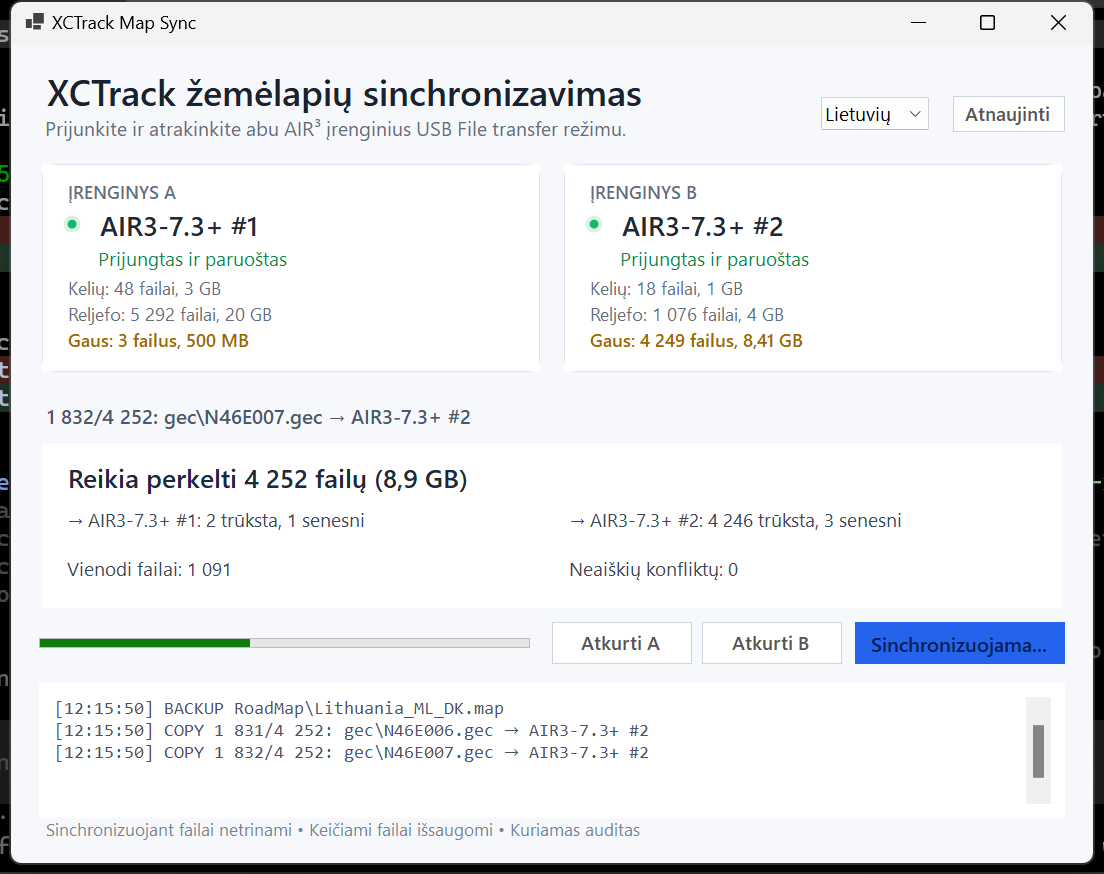 XCTrack Map Sync
XCTrack žemėlapių sinchronizavimas
Prijunkite ir atrakinkite abu AIR³ įrenginius USB File transfer režimu.
Lietuvių
Atnaujinti
ĮRENGINYS A
AIR3-7.3+ #1
Prijungtas ir paruoštas
Kelių: 48 failai, 3 GB
Reljefo: 5 292 failai, 20 GB
Gaus: 3 failus, 500 MB
ĮRENGINYS B
AIR3-7.3+ #2
Prijungtas ir paruoštas
Kelių: 18 failai, 1 GB
Reljefo: 1 076 failai, 4 GB
Gaus: 4 249 failus, 8,41 GB
1 832/4 252: gec\N46E007.gec → AIR3-7.3+ #2
Reikia perkelti 4 252 failų (8,9 GB)
→ AIR3-7.3+ #1: 2 trūksta, 1 senesni
→ AIR3-7.3+ #2: 4 246 trūksta, 3 senesni
Vienodi failai: 1 091
Neaiškių konfliktų: 0
Atkurti A
Atkurti B
Sinchronizuojama...
[12:15:50] BACKUP RoadMap\Lithuania_ML_DK.map
[12:15:50] COPY 1 831/4 252: gec\N46E006.gec → AIR3-7.3+ #2
[12:15:50] COPY 1 832/4 252: gec\N46E007.gec → AIR3-7.3+ #2
Sinchronizuojant failai netrinami • Keičiami failai išsaugomi • Kuriamas auditas